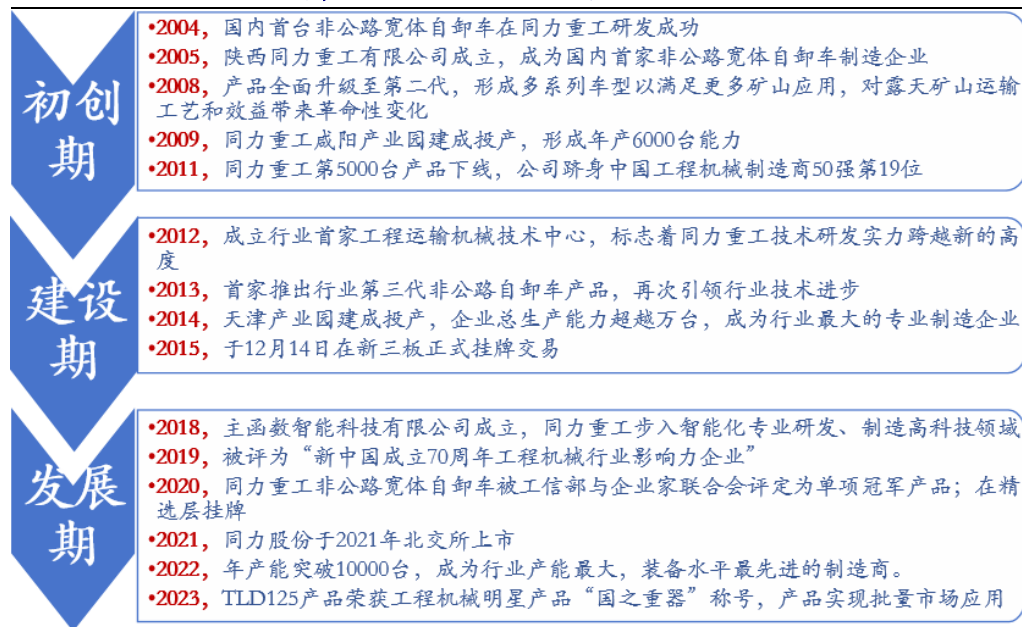 初创
期
•2004，国内首台非公路宽体自卸车在同力重工研发成功
•2005，陕西同力重工有限公司成立，成为国内首家非公路宽体自卸车制造企业
•2008，产品全面升级至第二代，形成多系列车型以满足更多矿山应用，对露天矿山运输
工艺和效益带来革命性变化
•2009，同力重工咸阳产业园建成投产，形成年产6000台能力
•2011，同力重工第5000台产品下线，公司跻身中国工程机械制造商50强第19位
建设
期
•2012，成立行业首家工程运输机械技术中心，标志着同力重工技术研发实力跨越新的高
度
•2013，首家推出行业第三代非公路自卸车产品，再次引领行业技术进步
•2014，天津产业园建成投产，企业总生产能力超越万台，成为行业最大的专业制造企业
•2015，于12月14日在新三板正式挂牌交易
发展
期
•2018，主函数智能科技有限公司成立，同力重工步入智能化专业研发、制造高科技领域
•2019，被评为“新中国成立70周年工程机械行业影响力企业”
•2020，同力重工非公路宽体自卸车被工信部与企业家联合会评定为单项冠军产品；在精
选层挂牌
•2021，同力股份于2021年北交所上市
•2022，年产能突破10000台，成为行业产能最大，装备水平最先进的制造商。
•2023，TLD125产品荣获工程机械明星产品“国之重器”称号，产品实现批量市场应用